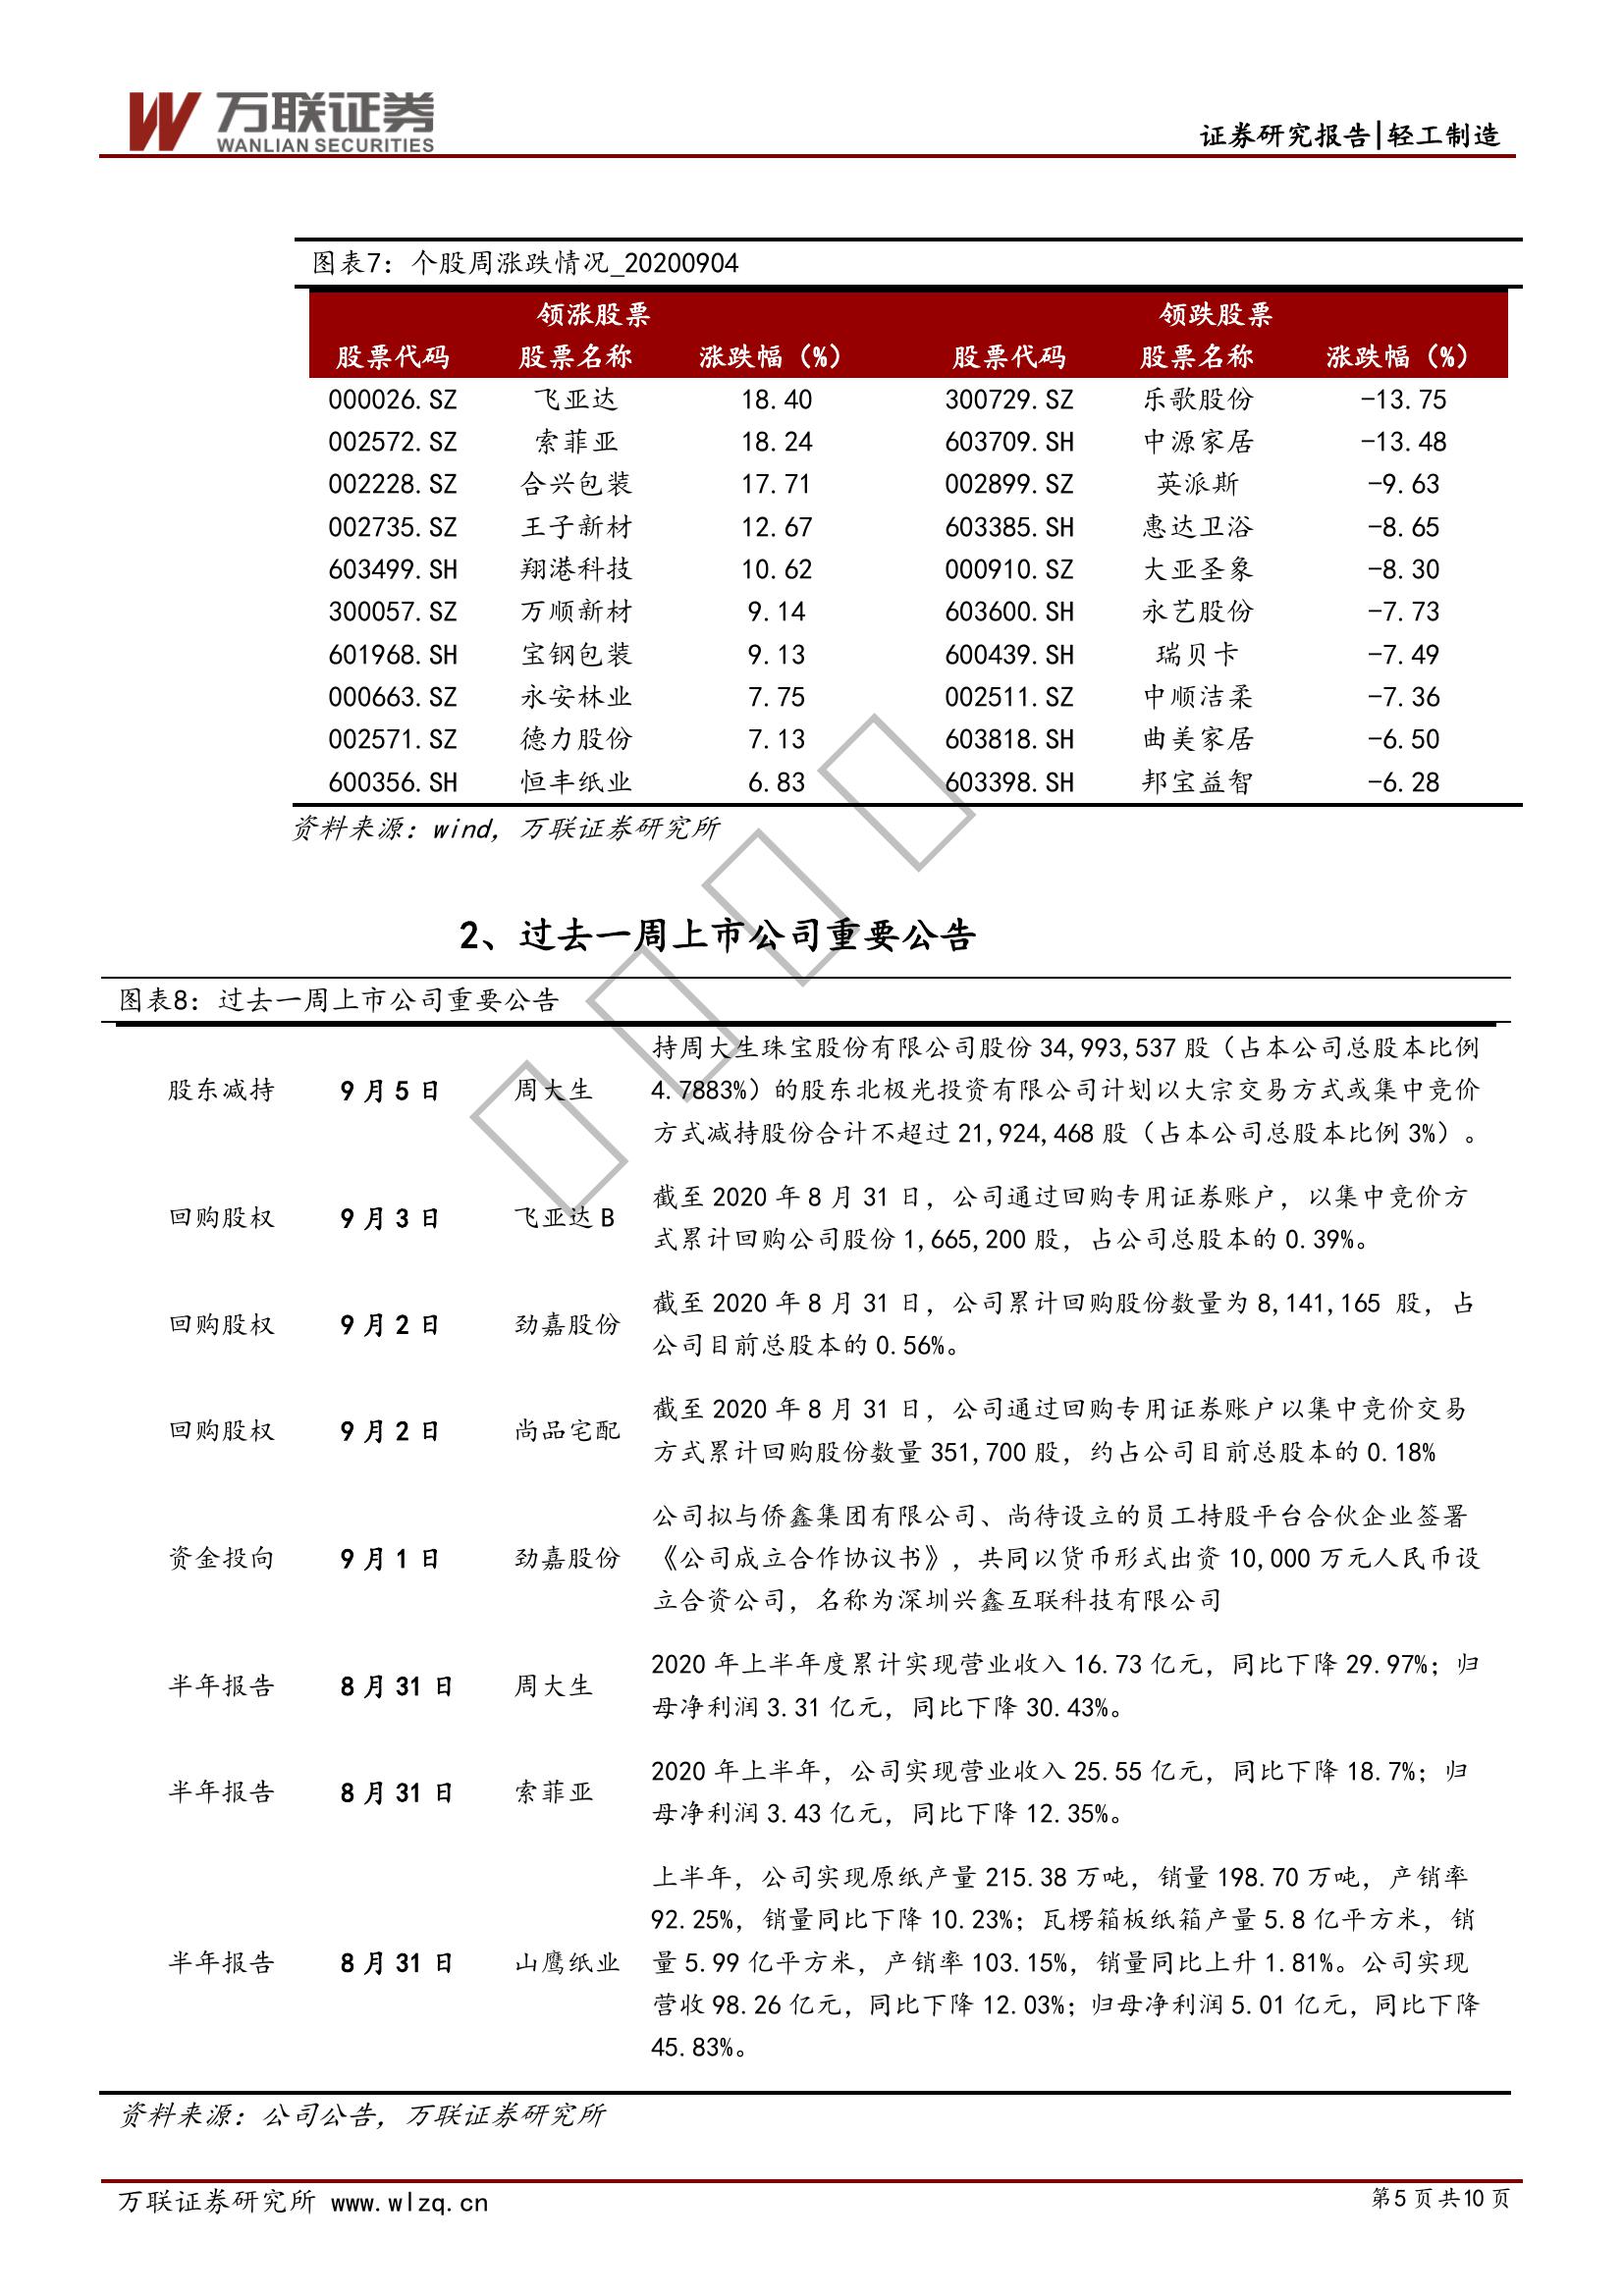 万联证券
WANLIAN SECURITIES
证券研究报告|轻工制造
图表7：个股周涨跌情况_20200904
领涨股票 领跌股票
股票代码 股票名称 涨跌幅（%） 股票代码 股票名称 涨跌幅（%）
000026.SZ 飞亚达 18.40 300729.SZ 乐歌股份 -13.75
002572.SZ 索菲亚 18.24 603709.SH 中源家居 -13.48
002228.SZ 合兴包装 17.71 002899.SZ 英派斯 -9.63
002735.SZ 王子新材 12.67 603385.SH 惠达卫浴 -8.65
603499.SH 翔港科技 10.62 000910.SZ 大亚圣象 -8.30
300057.SZ 万顺新材 9.14 603600.SH 永艺股份 -7.73
601968.SH 宝钢包装 9.13 600439.SH 瑞贝卡 -7.49
000663.SZ 永安林业 7.75 002511.SZ 中顺洁柔 -7.36
002571.SZ 德力股份 7.13 603818.SH 曲美家居 -6.50
600356.SH 恒丰纸业 6.83 603398.SH 邦宝益智 -6.28
资料来源：wind，万联证券研究所
2、过去一周上市公司重要公告
图表8：过去一周上市公司重要公告
股东减持 9月5日 周大生
持周大生珠宝股份有限公司股份34,993,537股（占本公司总股本比例
4.7883%）的股东北极光投资有限公司计划以大宗交易方式或集中竞价
方式减持股份合计不超过21,924,468股（占本公司总股本比例3%）。
回购股权 9月3日 飞亚达B
截至2020年8月31日，公司通过回购专用证券账户，以集中竞价方
式累计回购公司股份1,665,200股，占公司总股本的0.39%。
回购股权 9月2日 劲嘉股份
截至2020年8月31日，公司累计回购股份数量为8,141,165 股，占
公司目前总股本的0.56%。
回购股权 9月2日 尚品宅配
截至2020年8月31日，公司通过回购专用证券账户以集中竞价交易
方式累计回购股份数量351,700股，约占公司目前总股本的0.18%
资金投向 9月1日 劲嘉股份
公司拟与侨鑫集团有限公司、尚待设立的员工持股平台合伙企业签署
《公司成立合作协议书》，共同以货币形式出资10,000万元人民币设
立合资公司，名称为深圳兴鑫互联科技有限公司
半年报告 8月31日 周大生
2020年上半年度累计实现营业收入16.73亿元，同比下降29.97%；归
母净利润3.31亿元，同比下降30.43%。
半年报告 8月31日 索菲亚
2020年上半年，公司实现营业收入25.55亿元，同比下降18.7%；归
母净利润3.43亿元，同比下降12.35%。
半年报告 8月31日 山鹰纸业
上半年，公司实现原纸产量215.38万吨，销量198.70万吨，产销率
92.25%，销量同比下降10.23%；瓦楞箱板纸箱产量5.8亿平方米，销
量5.99亿平方米，产销率103.15%，销量同比上升1.81%。公司实现
营收98.26亿元，同比下降12.03%；归母净利润5.01亿元，同比下降
45.83%。
资料来源：公司公告，万联证券研究所
万联证券研究所 www.wlzq.cn
第5页共10页